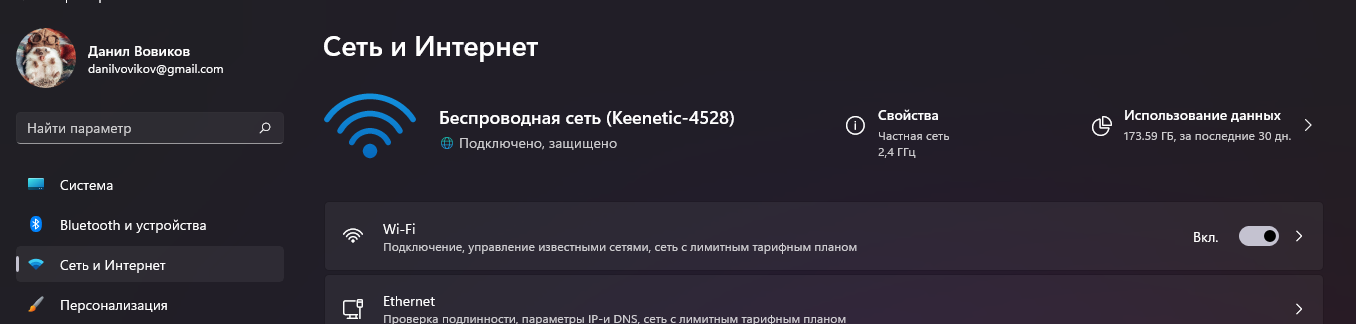 Данил Вовиков
danilvovikov@gmail.com
Найти параметр
Система
Bluetooth и устройства
Сеть и Интернет
Персонализация
Сеть и Интернет
Беспроводная сеть (Keenetic-4528)
Подключено, защищено
Свойства
Частная сеть
2,4 ГГц
Использование данных
173.59 ГБ, за последние 30 дн.
Wi-Fi
Подключение, управление известными сетями, сеть с лимитным тарифным планом
Вкл.
Ethernet
Проверка подлинности, параметры IP-и DNS, сеть с лимитным тарифным планом